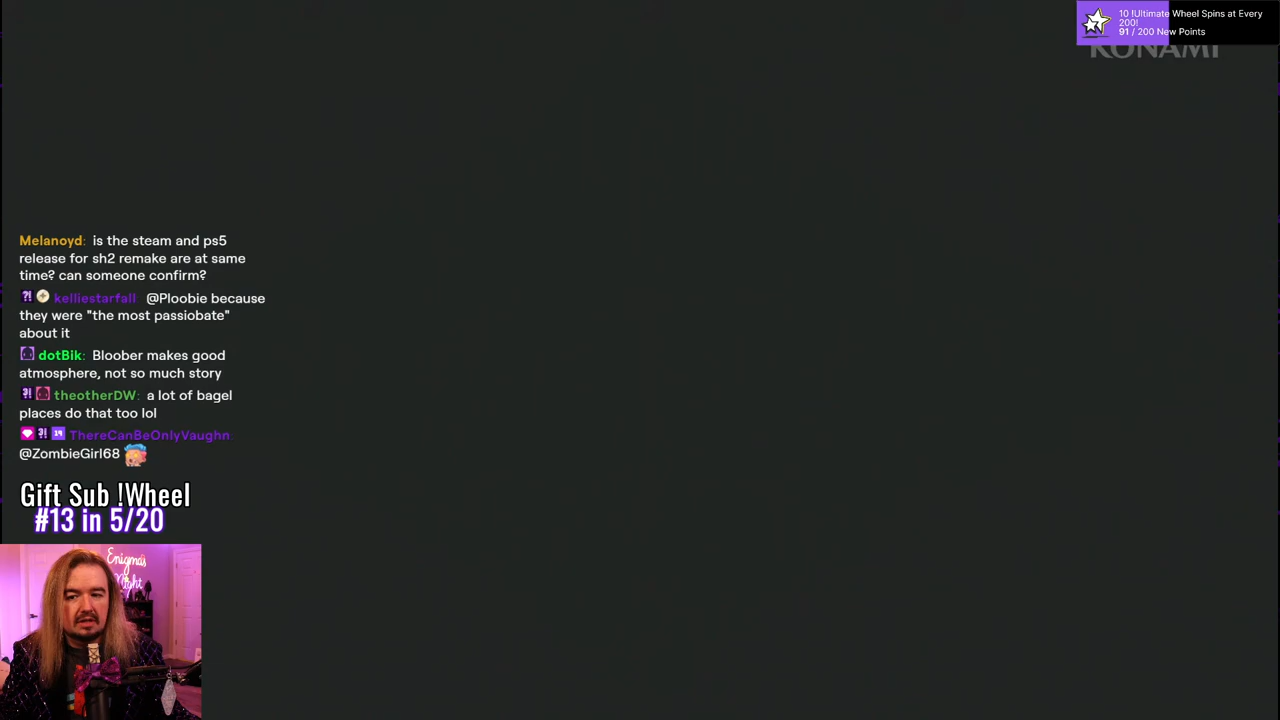 10 !Ultimate Wheel Spins at Every
200!
91 / 200 New Points
KONAMI
Melanoyd: is the steam and ps5
release for sh2 remake are at same
time? can someone confirm?
?! kelliestarfall: @Ploobie because
they were "the most passiobate"
about it
dotBik: Bloober makes good
atmosphere, not so much story
?! theotherDW: a lot of bagel
places do that too lol
?! 19 ThereCanBeOnlyVaughn:
@ZombieGirl68
Gift Sub !Wheel
#13 in 5/20
Enigma's
Night